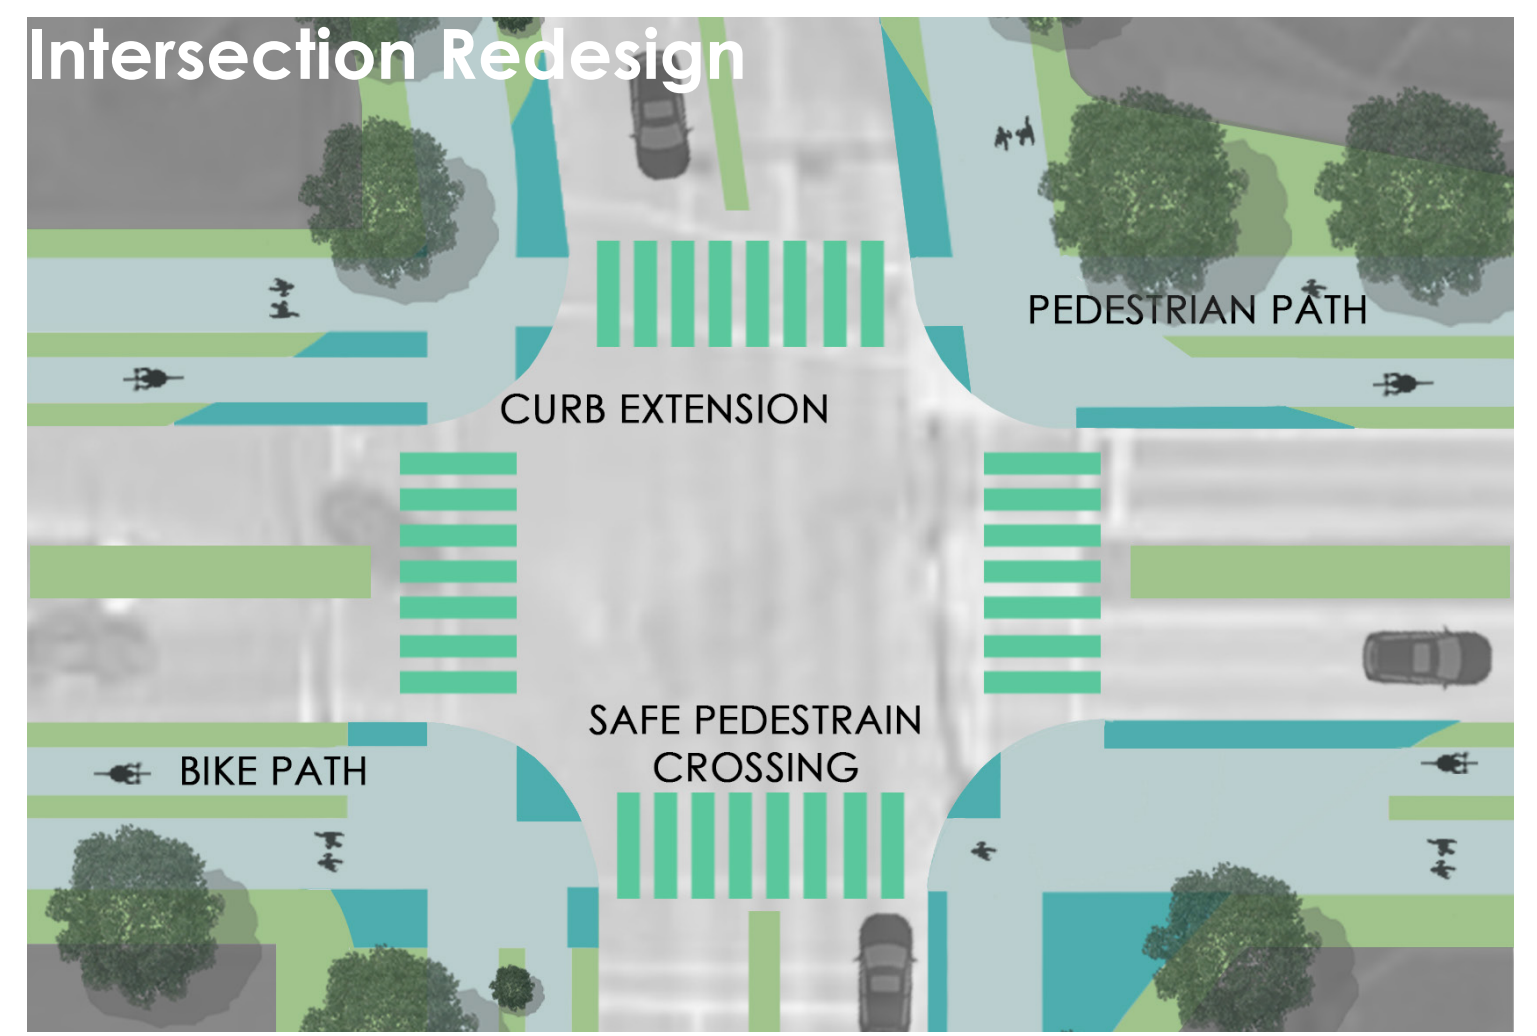 Intersection Redesign
PEDESTRIAN PATH
CURB EXTENSION
SAFE PEDESTRAIN
CROSSING
BIKE PATH